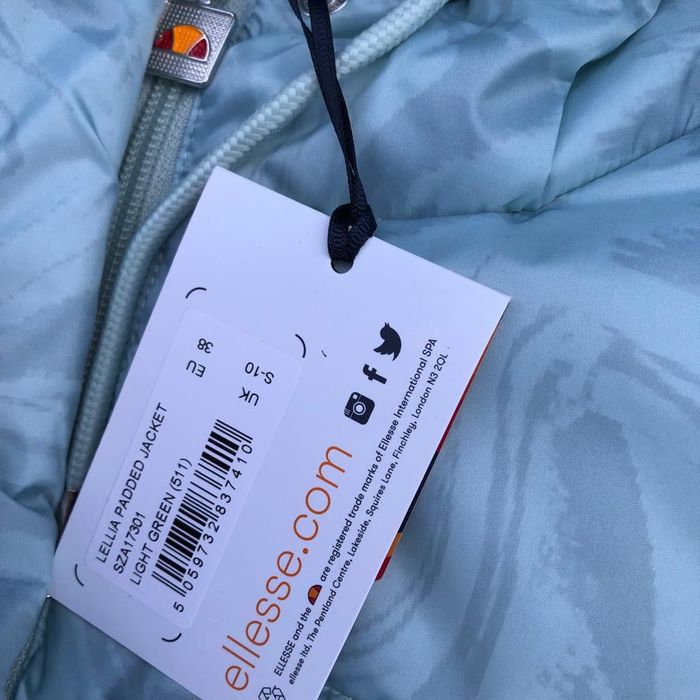 LELLIA PADDED JACKET
SZA17301
LIGHT GREEN (511)
5 059732 837410
EU
38
UK
S-10
ellesse.com
ELLESSE and the are registered trade marks of Ellesse International SPA
ellesse ltd, The Pentland Centre, Lakeside, Squires Lane, Finchley, London N3 2QL